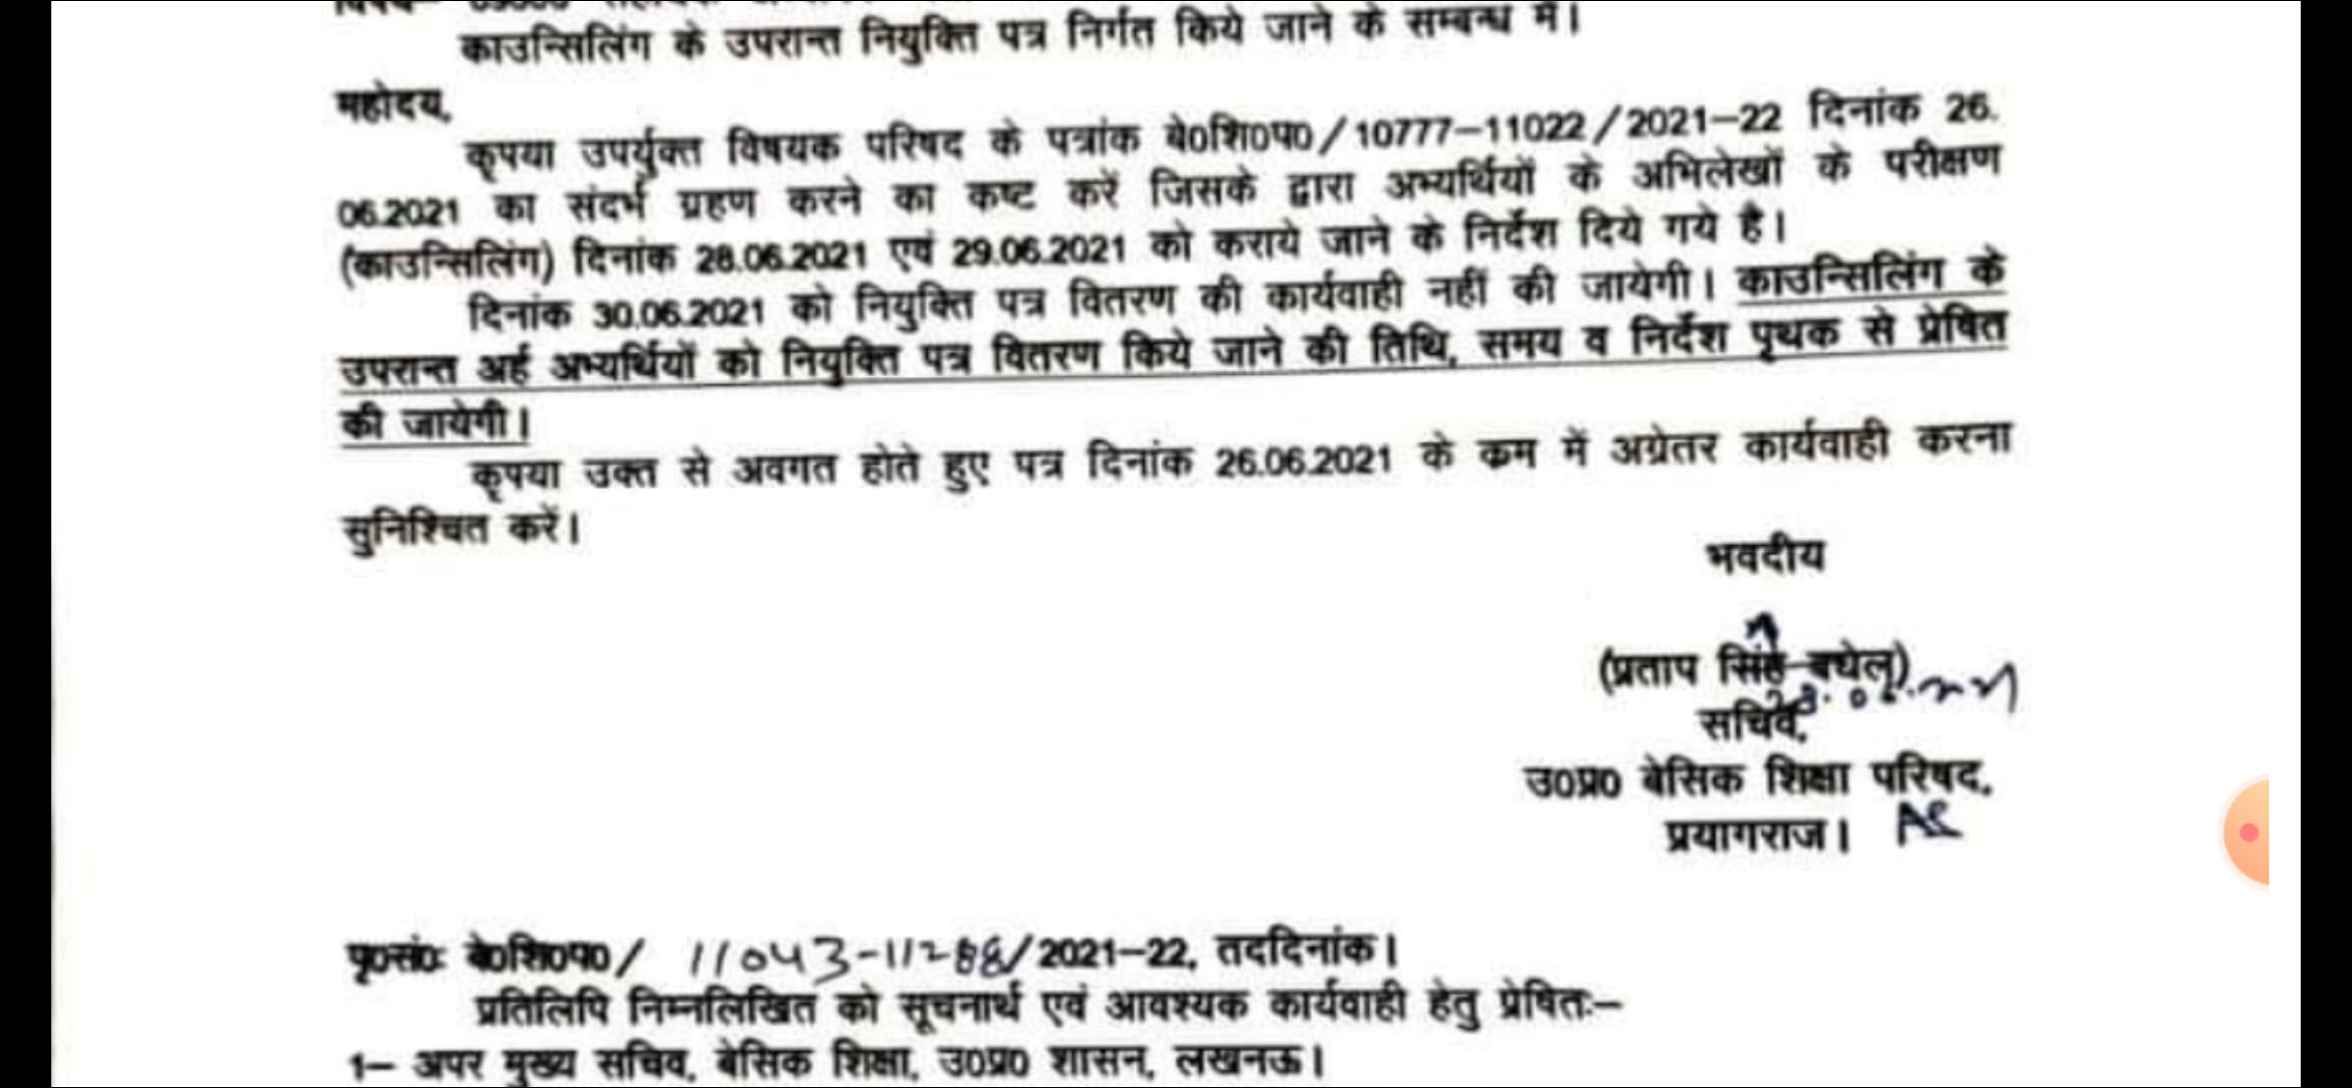 काउन्सिलिंग के उपरान्त नियुक्ति पत्र निर्गत किये जाने के सम्बन्ध में।
महोदय,
कृपया उपर्युक्त विषयक परिषद के पत्रांक बे0शि0प0/10777-11022/2021-22 दिनांक 26.
06.2021 का संदर्भ ग्रहण करने का कष्ट करें जिसके द्वारा अभ्यर्थियों के अभिलेखों के परीक्षण
(काउन्सिलिंग) दिनांक 28.06.2021 एवं 29.06.2021 को कराये जाने के निर्देश दिये गये है।
दिनांक 30.06.2021 को नियुक्ति पत्र वितरण की कार्यवाही नहीं की जायेगी। काउन्सिलिंग के
उपरान्त अर्ह अभ्यर्थियों को नियुक्ति पत्र वितरण किये जाने की तिथि, समय व निर्देश पृथक से प्रेषित
की जायेगी।
कृपया उक्त से अवगत होते हुए पत्र दिनांक 26.06.2021 के क्रम में अग्रेतर कार्यवाही करना
सुनिश्चित करें।
भवदीय
(प्रताप सिंह बघेल)
सचिव,
उ0प्र0 बेसिक शिक्षा परिषद,
प्रयागराज।
पृ0सं0: बे0शि0प0/ 11043-11288/2021-22, तददिनांक।
प्रतिलिपि निम्नलिखित को सूचनार्थ एवं आवश्यक कार्यवाही हेतु प्रेषित:-
1- अपर मुख्य सचिव, बेसिक शिक्षा, उ0प्र0 शासन, लखनऊ।